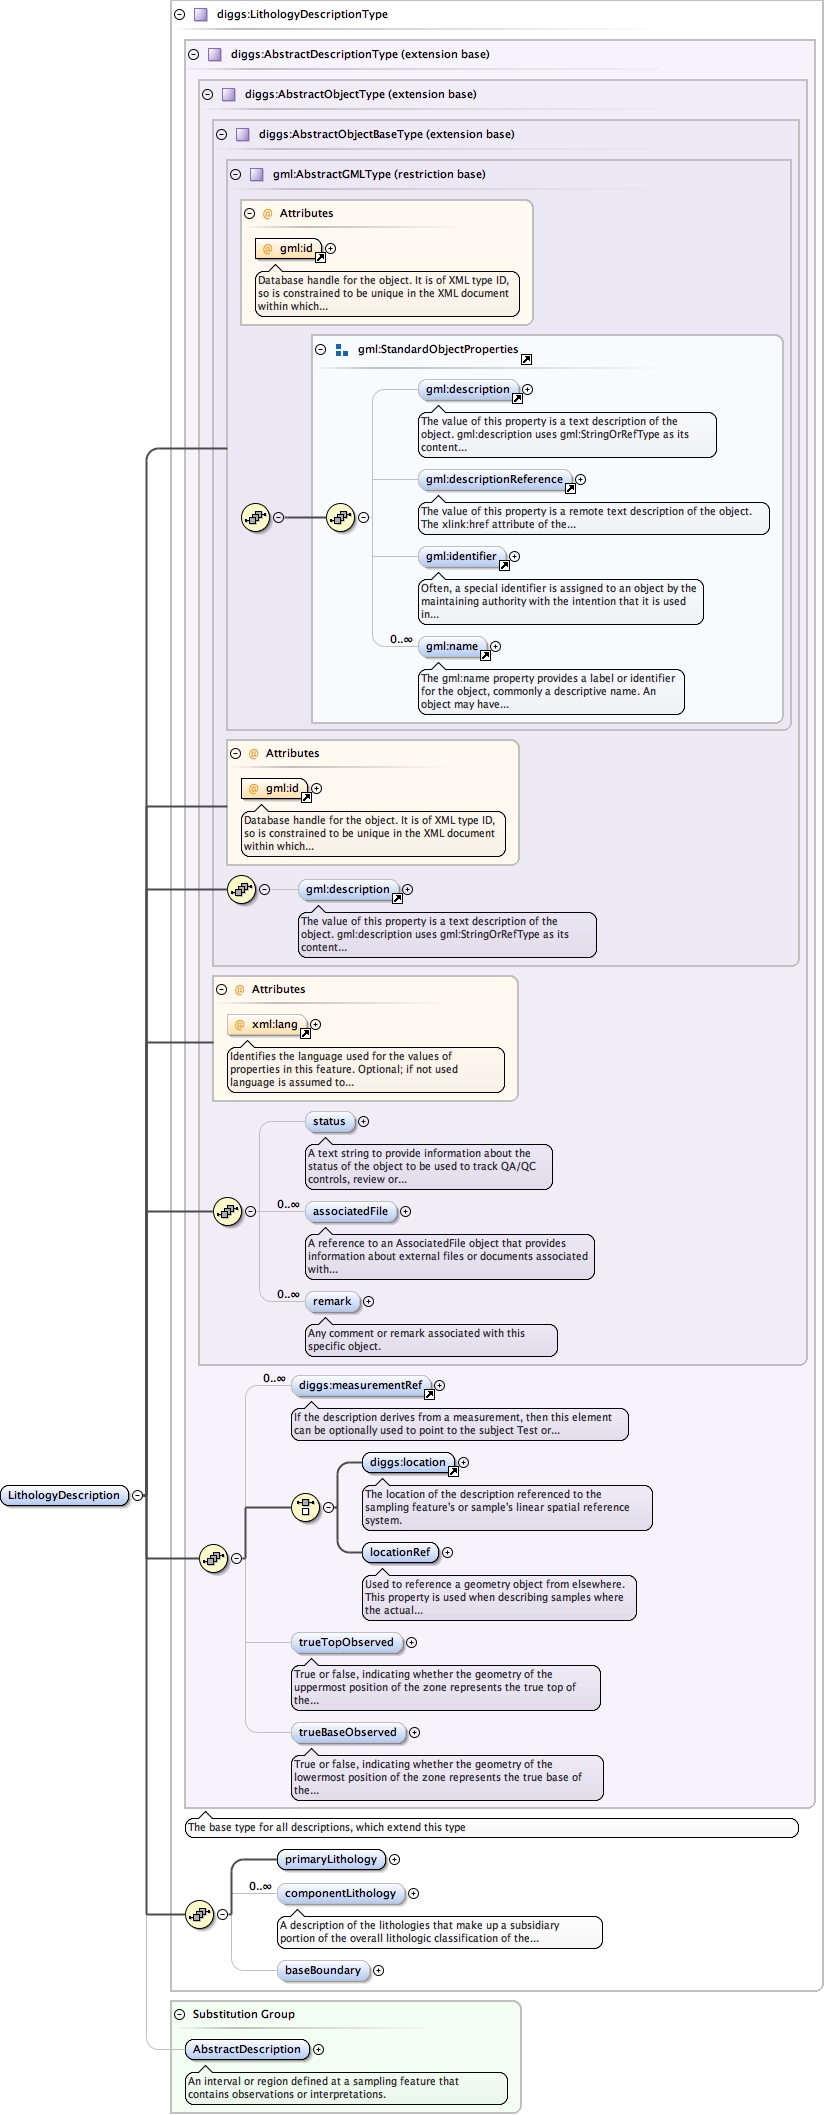 diggs:LithologyDescriptionType
diggs:AbstractDescriptionType (extension base)
diggs:AbstractObjectType (extension base)
diggs:AbstractObjectBaseType (extension base)
gml:AbstractGMLType (restriction base)
@ Attributes
@ gml:id
Database handle for the object. It is of XML type ID,
so is constrained to be unique in the XML document
within which...
gml:StandardObjectProperties
gml:description
The value of this property is a text description of the
object. gml:description uses gml:StringOrRefType as its
content...
gml:descriptionReference
The value of this property is a remote text description of the object.
The xlink:href attribute of the...
gml:identifier
Often, a special identifier is assigned to an object by the
maintaining authority with the intention that it is used
in...
0..∞
gml:name
The gml:name property provides a label or identifier
for the object, commonly a descriptive name. An
object may have...
@ Attributes
@ gml:id
Database handle for the object. It is of XML type ID,
so is constrained to be unique in the XML document
within which...
gml:description
The value of this property is a text description of the
object. gml:description uses gml:StringOrRefType as its
content...
@ Attributes
@ xml:lang
Identifies the language used for the values of
properties in this feature. Optional; if not used
language is assumed to...
status
A text string to provide information about the
status of the object to be used to track QA/QC
controls, review or...
0..∞
associatedFile
A reference to an AssociatedFile object that provides
information about external files or documents associated
with...
0..∞
remark
Any comment or remark associated with this
specific object.
0..∞
diggs:measurementRef
If the description derives from a measurement, then this element
can be optionally used to point to the subject Test or...
diggs:location
The location of the description referenced to the
sampling feature's or sample's linear spatial reference
system.
LithologyDescription
locationRef
Used to reference a geometry object from elsewhere.
This property is used when describing samples where
the actual...
trueTopObserved
True or false, indicating whether the geometry of the
uppermost position of the zone represents the true top of
the...
trueBaseObserved
True or false, indicating whether the geometry of the
lowermost position of the zone represents the true base of
the...
The base type for all descriptions, which extend this type
primaryLithology
0..∞
componentLithology
A description of the lithologies that make up a subsidiary
portion of the overall lithologic classification of the...
baseBoundary
Substitution Group
AbstractDescription
An interval or region defined at a sampling feature that
contains observations or interpretations.